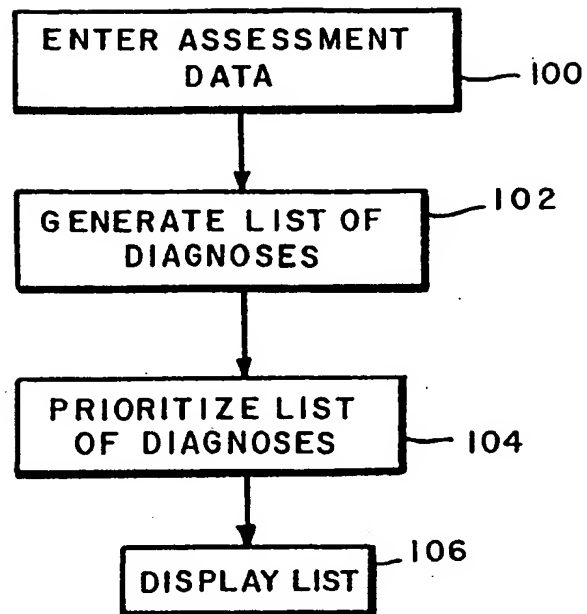 ENTER ASSESSMENT
DATA
100
GENERATE LIST OF
DIAGNOSES
102
PRIORITIZE LIST
OF DIAGNOSES
104
DISPLAY LIST
106